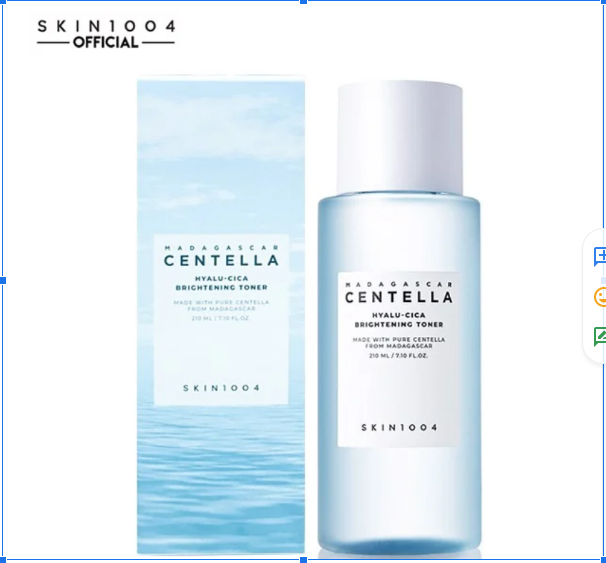 SKIN1004
OFFICIAL
MADAGASCAR
CENTELLA
HYALU-CICA
BRIGHTENING TONER
MADE WITH PURE CENTELLA
FROM MADAGASCAR
210 ML / 7.10 FL.OZ.
SKIN1004
MADAGASCAR
CENTELLA
HYALU-CICA
BRIGHTENING TONER
MADE WITH PURE CENTELLA
FROM MADAGASCAR
210 ML / 7.10 FL.OZ.
SKIN1004